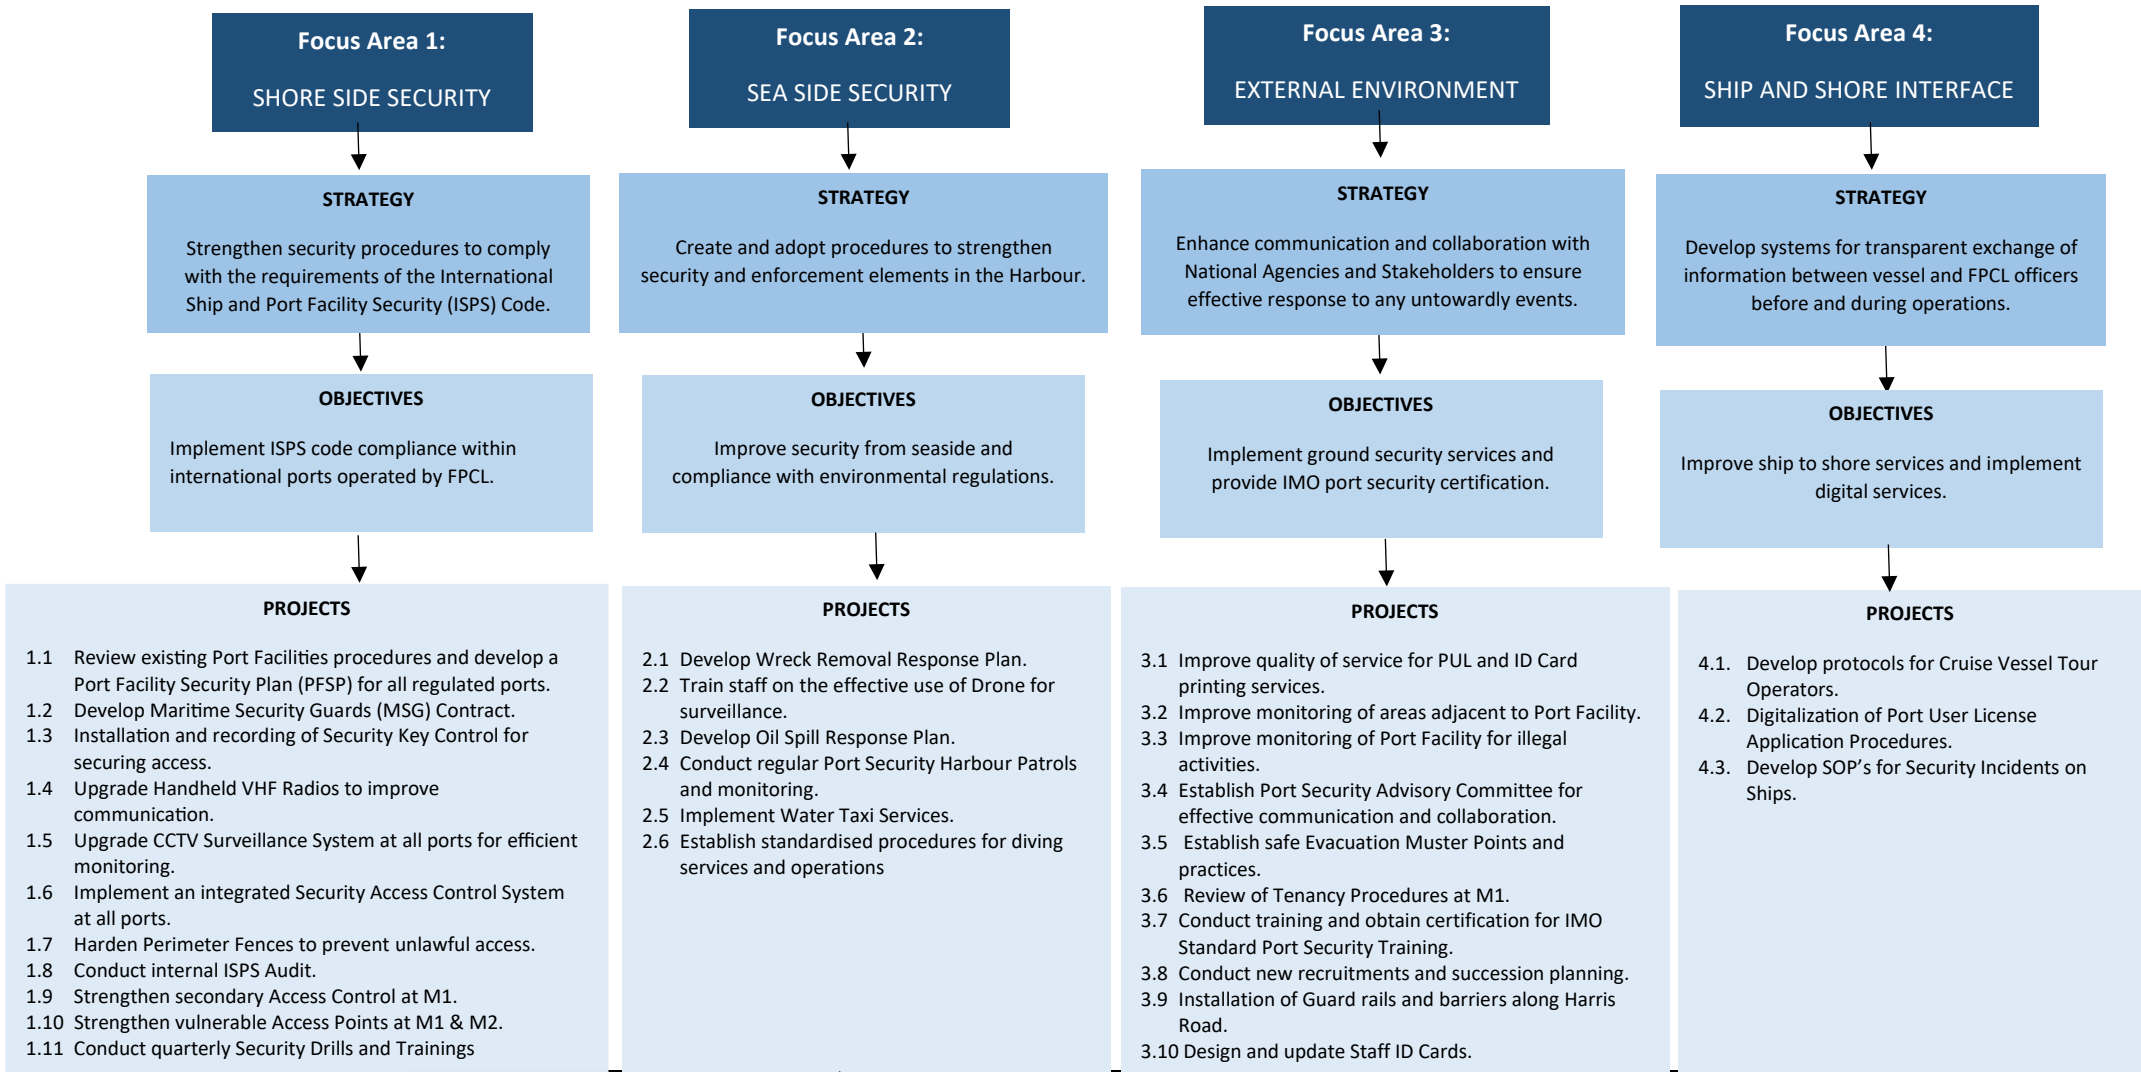 Focus Area 1:
SHORE SIDE SECURITY
STRATEGY
Strengthen security procedures to comply
with the requirements of the International
Ship and Port Facility Security (ISPS) Code.
OBJECTIVES
Implement ISPS code compliance within
international ports operated by FPCL.
PROJECTS
1.1 Review existing Port Facilities procedures and develop a
Port Facility Security Plan (PFSP) for all regulated ports.
1.2 Develop Maritime Security Guards (MSG) Contract.
1.3 Installation and recording of Security Key Control for
securing access.
1.4 Upgrade Handheld VHF Radios to improve
communication.
1.5 Upgrade CCTV Surveillance System at all ports for efficient
monitoring.
1.6 Implement an integrated Security Access Control System
at all ports.
1.7 Harden Perimeter Fences to prevent unlawful access.
1.8 Conduct internal ISPS Audit.
1.9 Strengthen secondary Access Control at M1.
1.10 Strengthen vulnerable Access Points at M1 & M2.
1.11 Conduct quarterly Security Drills and Trainings
Focus Area 2:
SEA SIDE SECURITY
STRATEGY
Create and adopt procedures to strengthen
security and enforcement elements in the Harbour.
OBJECTIVES
Improve security from seaside and
compliance with environmental regulations.
PROJECTS
2.1 Develop Wreck Removal Response Plan.
2.2 Train staff on the effective use of Drone for
surveillance.
2.3 Develop Oil Spill Response Plan.
2.4 Conduct regular Port Security Harbour Patrols
and monitoring.
2.5 Implement Water Taxi Services.
2.6 Establish standardised procedures for diving
services and operations
Focus Area 3:
EXTERNAL ENVIRONMENT
STRATEGY
Enhance communication and collaboration with
National Agencies and Stakeholders to ensure
effective response to any untowardly events.
OBJECTIVES
Implement ground security services and
provide IMO port security certification.
PROJECTS
3.1 Improve quality of service for PUL and ID Card
printing services.
3.2 Improve monitoring of areas adjacent to Port Facility.
3.3 Improve monitoring of Port Facility for illegal
activities.
3.4 Establish Port Security Advisory Committee for
effective communication and collaboration.
3.5 Establish safe Evacuation Muster Points and
practices.
3.6 Review of Tenancy Procedures at M1.
3.7 Conduct training and obtain certification for IMO
Standard Port Security Training.
3.8 Conduct new recruitments and succession planning.
3.9 Installation of Guard rails and barriers along Harris
Road.
3.10 Design and update Staff ID Cards.
Focus Area 4:
SHIP AND SHORE INTERFACE
STRATEGY
Develop systems for transparent exchange of
information between vessel and FPCL officers
before and during operations.
OBJECTIVES
Improve ship to shore services and implement
digital services.
PROJECTS
4.1. Develop protocols for Cruise Vessel Tour
Operators.
4.2. Digitalization of Port User License
Application Procedures.
4.3. Develop SOP's for Security Incidents on
Ships.